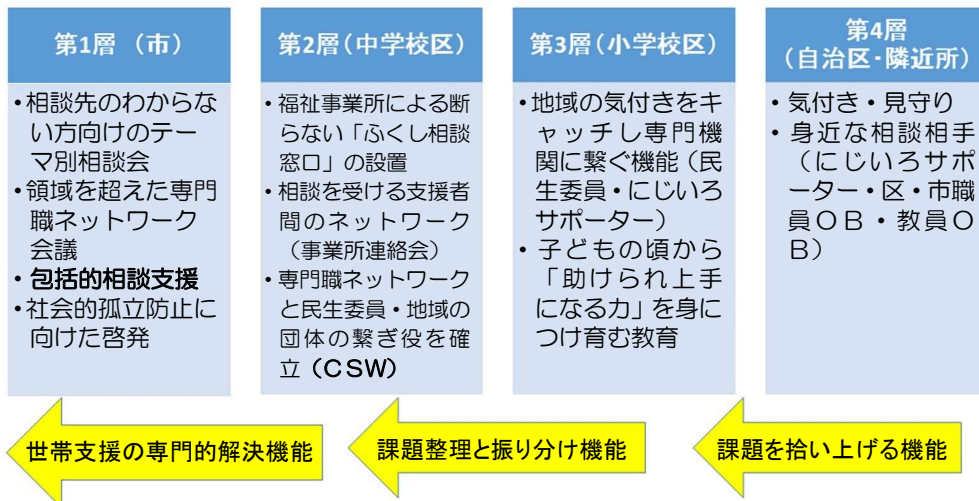 第1層 （市）
・相談先のわからな
い方向けのテー
マ別相談会
・領域を超えた専門
職ネットワーク
会議
・包括的相談支援
・社会的孤立防止に
向けた啓発
第2層（中学校区）
・福祉事業所による断
らない「ふくし相談
窓口」の設置
・相談を受ける支援者
間のネットワーク
（事業所連絡会）
・専門職ネットワーク
と民生委員・地域の
団体の繋ぎ役を確
立（CSW）
第3層（小学校区）
・地域の気付きをキ
ャッチし専門機
関に繋ぐ機能（民
生委員・にじいろ
サポーター）
・子どもの頃から
「助けられ上手
になる力」を身に
つけ育む教育
第4層
（自治区・隣近所）
・気付き・見守り
・身近な相談相手
（にじいろサポ
ーター・区・市職
員ＯＢ・教員Ｏ
Ｂ）
世帯支援の専門的解決機能
課題整理と振り分け機能
課題を拾い上げる機能